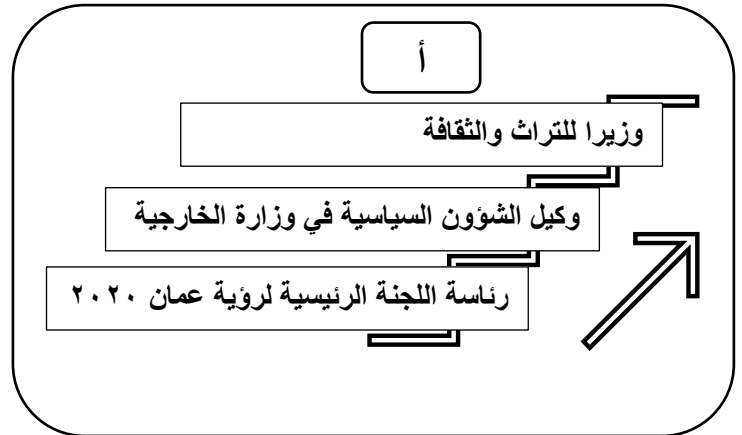 أ
وزيرا للتراث والثقافة
وكيل الشؤون السياسية في وزارة الخارجية
رئاسة اللجنة الرئيسية لرؤية عمان ٢٠٢٠